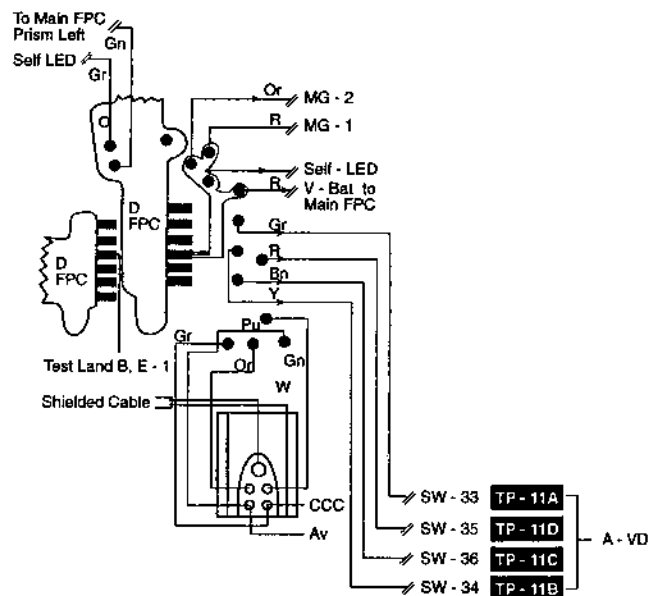 To Main FPC
Prism Left
Gn
Self LED
Gr
O
Or
MG - 2
R
MG - 1
Self - LED
R
V - Bat to
Main FPC
D
FPC
Gr
R
Bn
Y
D
FPC
Pu
Gr
Gn
Or
Test Land B, E - 1
W
Shielded Cable
CCC
Av
SW - 33 TP - 11A
SW - 35 TP - 11D
A - VD
SW - 36 TP - 11C
SW - 34 TP - 11B